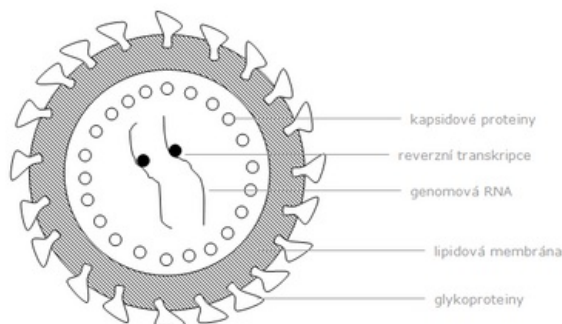 kapsidové proteiny
reverzní transkripce
genomová RNA
lipidová membrána
glykoproteiny